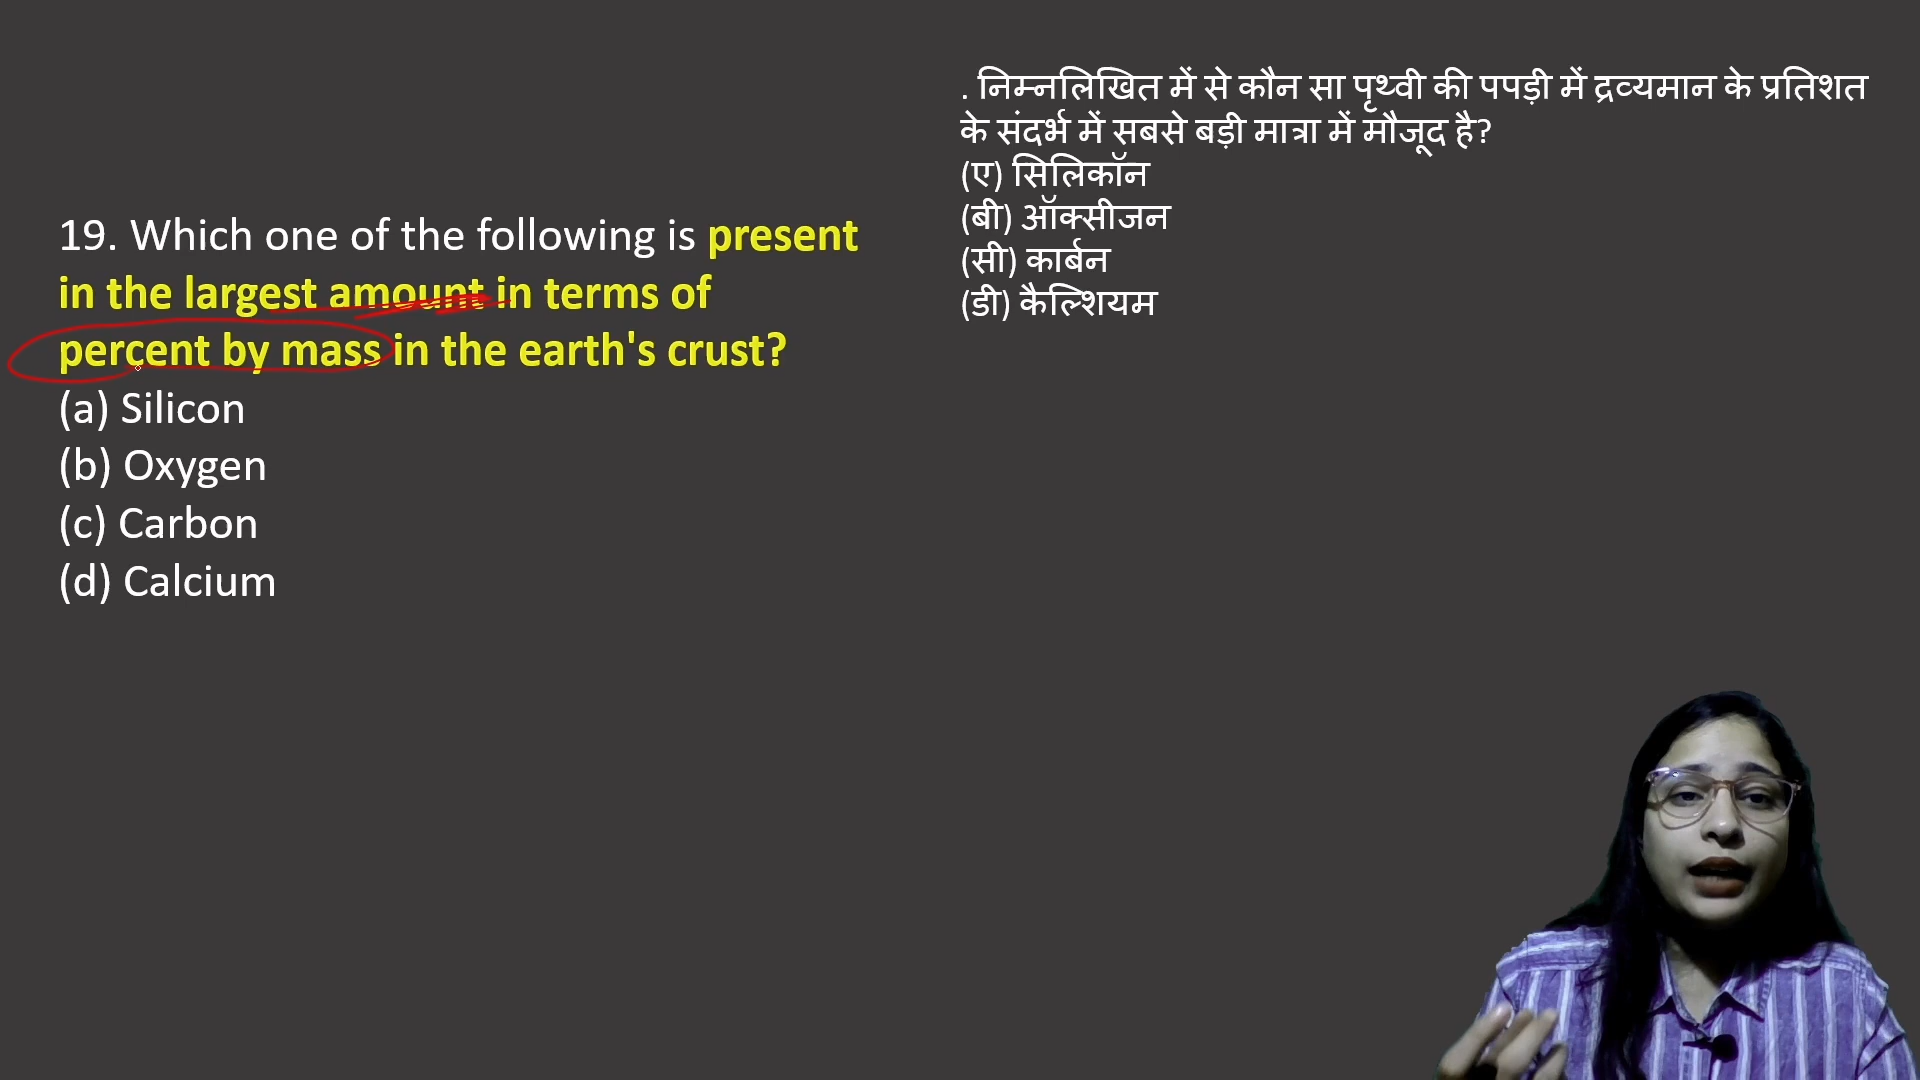 19. Which one of the following is present
in the largest amount in terms of
percent by mass in the earth's crust?
(a) Silicon
(b) Oxygen
(c) Carbon
(d) Calcium
. निम्नलिखित में से कौन सा पृथ्वी की पपड़ी में द्रव्यमान के प्रतिशत
के संदर्भ में सबसे बड़ी मात्रा में मौजूद है?
(ए) सिलिकॉन
(बी) ऑक्सीजन
(सी) कार्बन
(डी) कैल्शियम